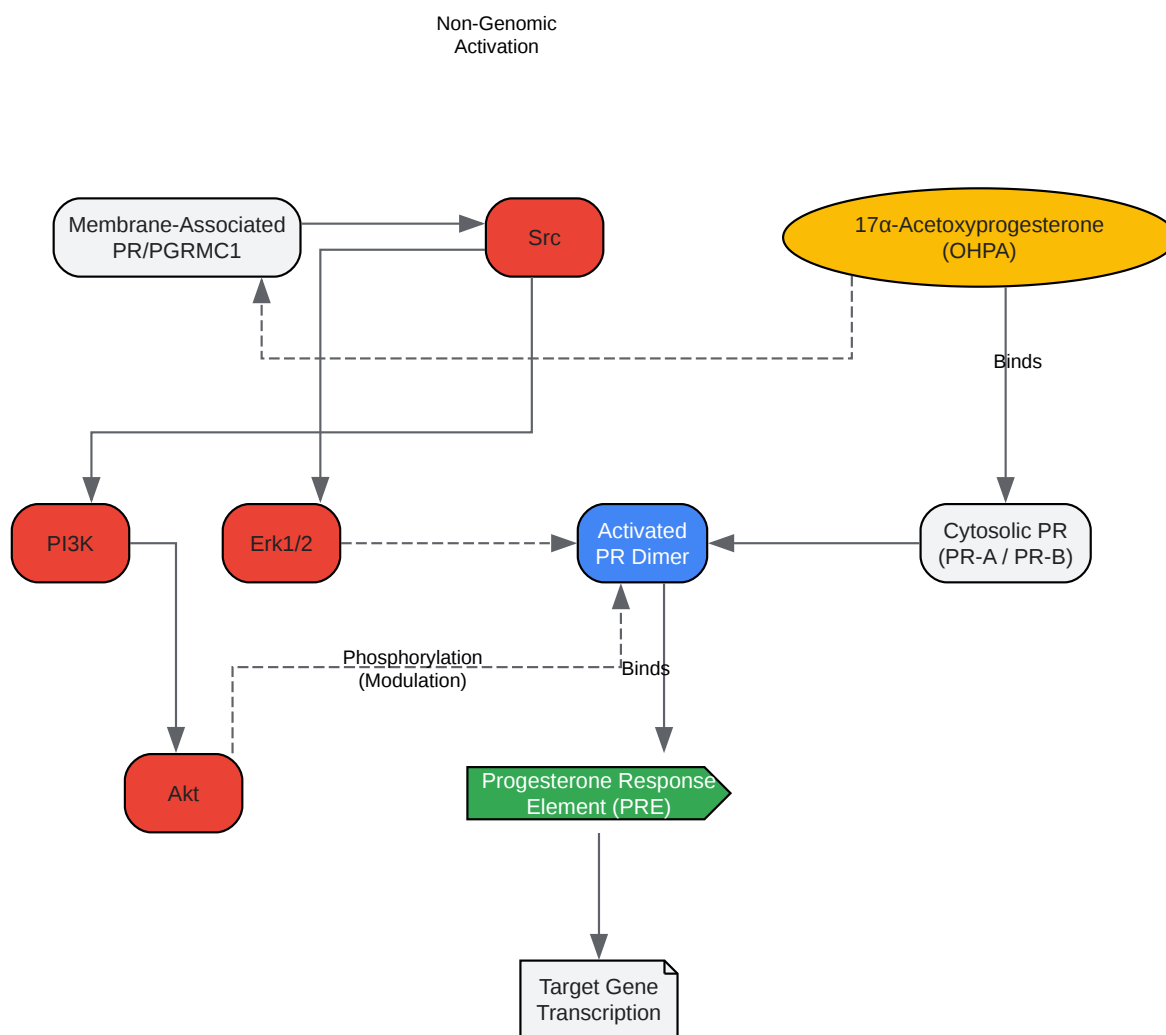 Non-Genomic
Activation
Membrane-Associated
PR/PGRMC1
Src
17α-Acetoxyprogesterone
(OHPA)
Binds
PI3K
Erk1/2
Activated
PR Dimer
Cytosolic PR
(PR-A / PR-B)
Phosphorylation
(Modulation)
Binds
Akt
Progesterone Response
Element (PRE)
Target Gene
Transcription